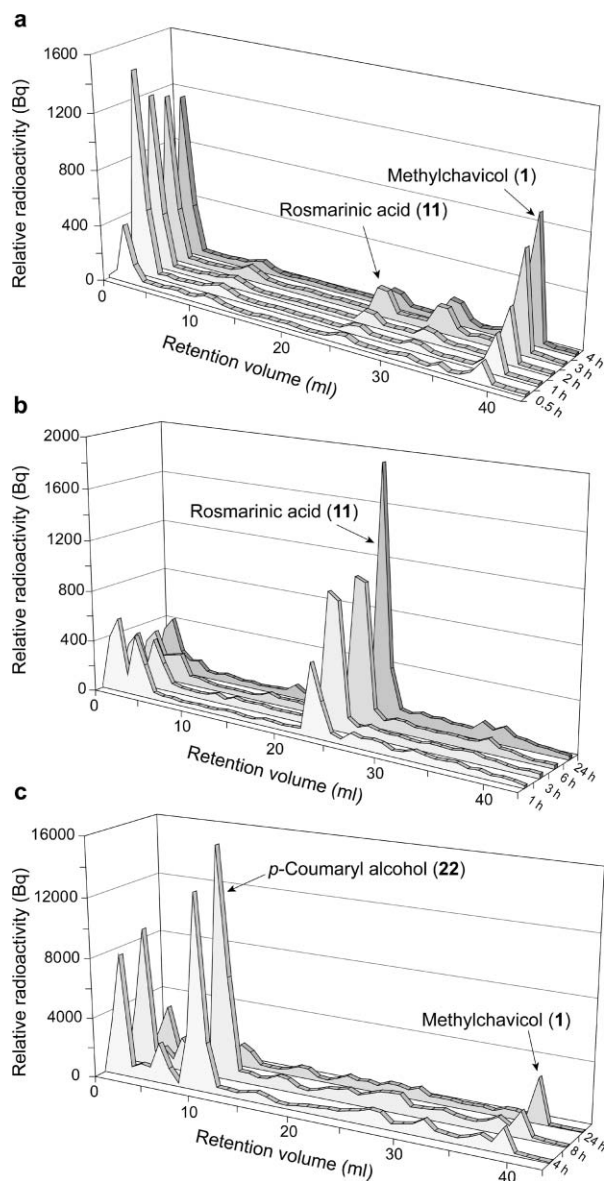 a
Relative radioactivity (Bq)
1600
1200
800
400
0
Methylchavicol (1)
Rosmarinic acid (11)
0
10
20
30
40
Retention volume (ml)
4 h
3 h
2 h
1 h
0.5 h
b
Relative radioactivity (Bq)
2000
1600
1200
800
400
0
Rosmarinic acid (11)
0
10
20
30
40
Retention volume (ml)
24 h
6 h
3 h
1 h
c
Relative radioactivity (Bq)
16000
12000
8000
4000
0
p-Coumaryl alcohol (22)
Methylchavicol (1)
0
10
20
30
40
Retention volume (ml)
24 h
8 h
4 h